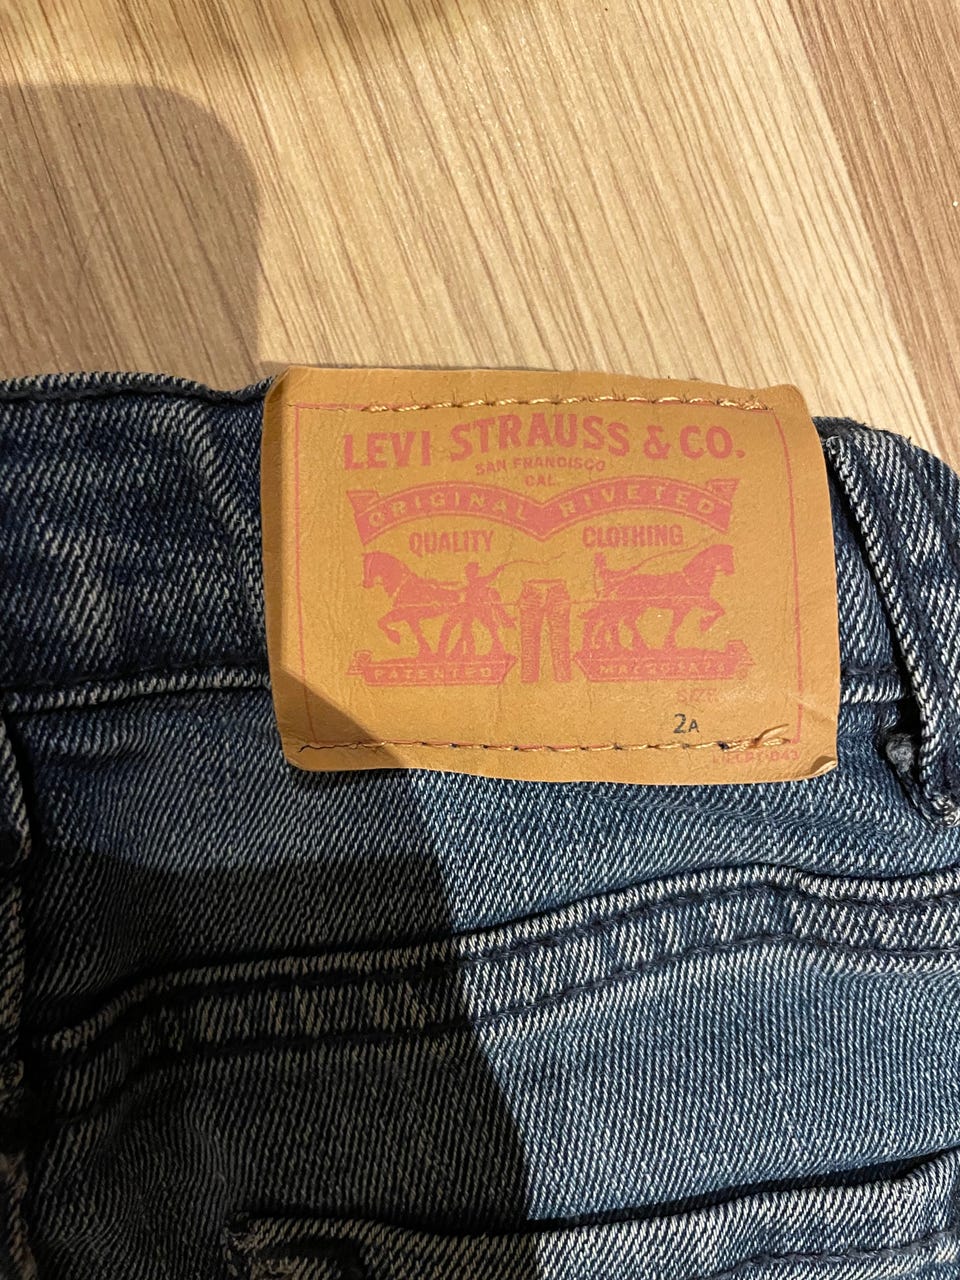 LEVI STRAUSS & CO.
SAN FRANCISCO
CAL.
ORIGINAL RIVETED
QUALITY CLOTHING
PATENTED
SIZE
2A